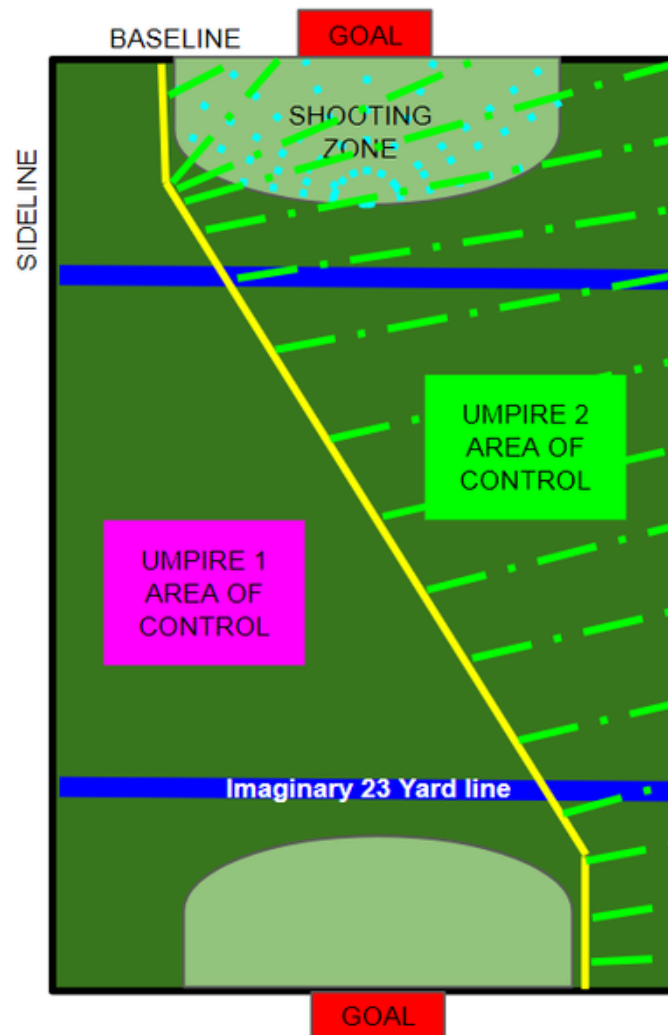 BASELINE
GOAL
SHOOTING
ZONE
SIDELINE
UMPIRE 2
AREA OF
CONTROL
UMPIRE 1
AREA OF
CONTROL
Imaginary 23 Yard line
GOAL